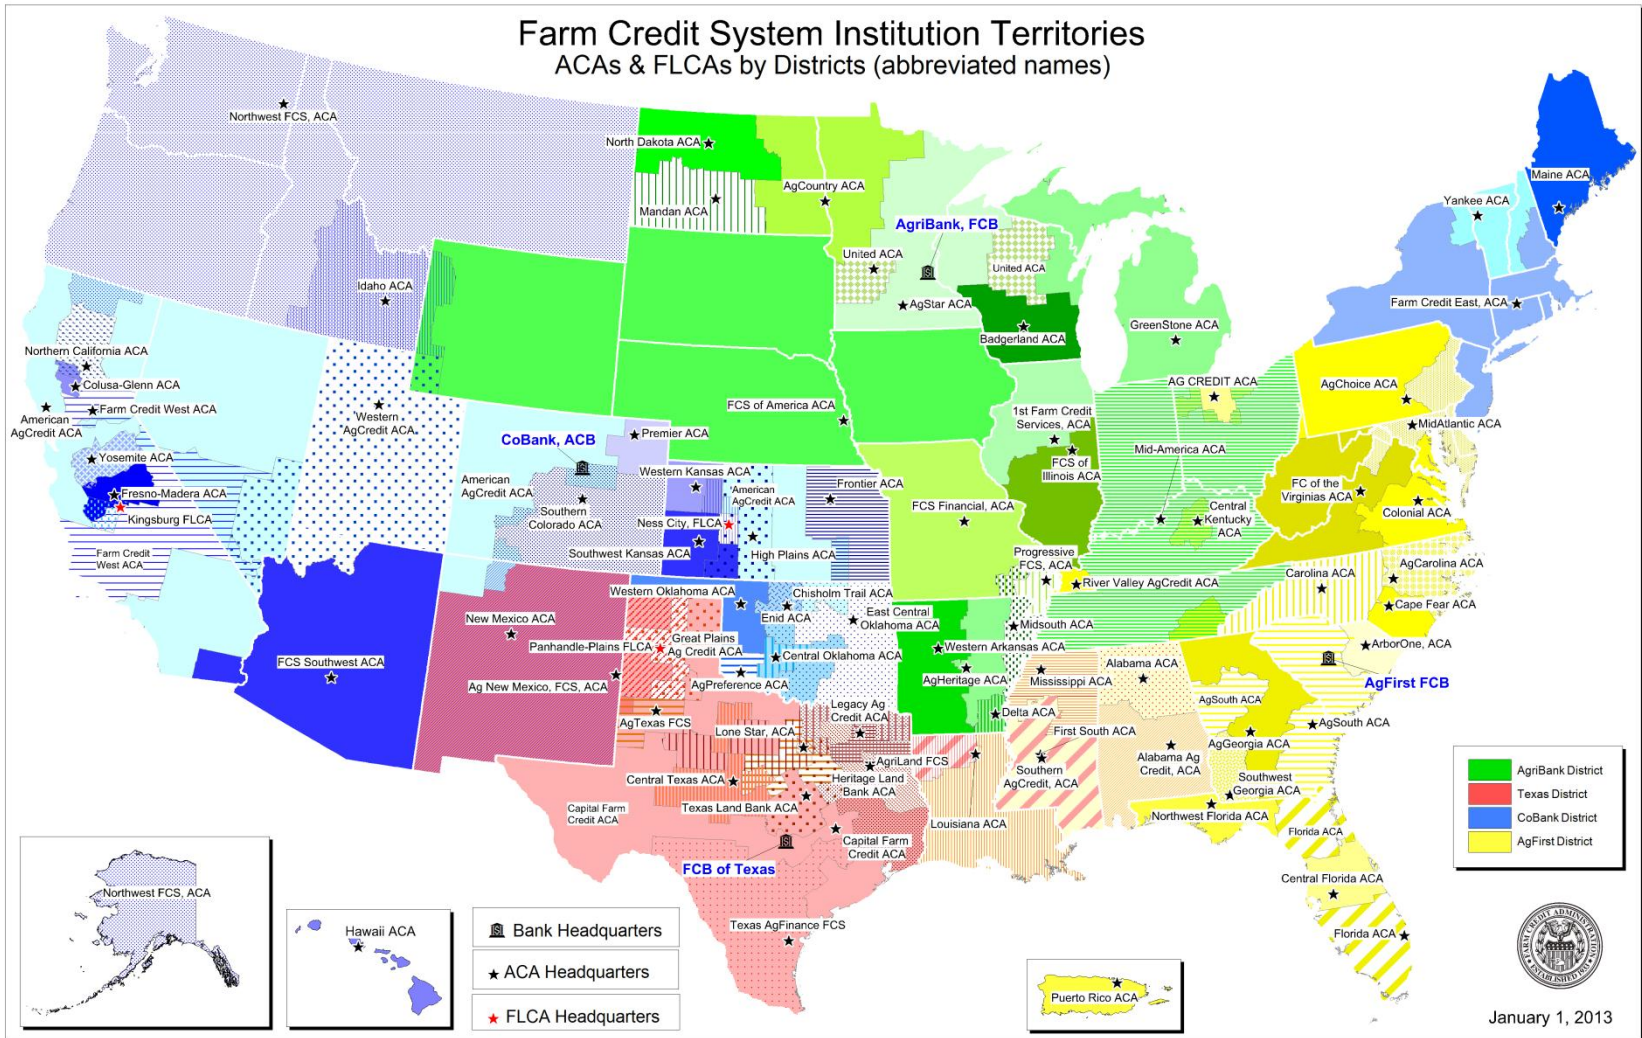 Farm Credit System Institution Territories
ACAs & FLCAs by Districts (abbreviated names)
Northwest FCS, ACA
North Dakota ACA
AgCountry ACA
Mandan ACA
Maine ACA
Yankee ACA
AgriBank, FCB
United ACA
United ACA
Idaho ACA
AgStar ACA
Farm Credit East, ACA
GreenStone ACA
Badgerland ACA
Northern California ACA
Colusa-Glenn ACA
AG CREDIT ACA
AgChoice ACA
Farm Credit West ACA
American
AgCredit ACA
Western
AgCredit ACA
FCS of America ACA
1st Farm Credit
Services, ACA
MidAtlantic ACA
Premier ACA
CoBank, ACB
Mid-America ACA
Yosemite ACA
Western Kansas ACA
FCS of
Illinois ACA
American
AgCredit ACA
American
AgCredit ACA
Frontier ACA
FC of the
Virginias ACA
Fresno-Madera ACA
Southern
Colorado ACA
FCS Financial, ACA
Central
Kentucky
ACA
Colonial ACA
Kingsburg FLCA
Ness City, FLCA
Farm Credit
West ACA
Southwest Kansas ACA
High Plains ACA
Progressive
FCS, ACA
River Valley AgCredit ACA
Carolina ACA
AgCarolina ACA
Western Oklahoma ACA
Chisholm Trail ACA
Cape Fear ACA
New Mexico ACA
Enid ACA
East Central
Oklahoma ACA
Midsouth ACA
Panhandle-Plains FLCA
Great Plains
Ag Credit ACA
Western Arkansas ACA
ArborOne, ACA
FCS Southwest ACA
Central Oklahoma ACA
Alabama ACA
Ag New Mexico, FCS, ACA
AgPreference ACA
AgHeritage ACA
Mississippi ACA
AgFirst FCB
AgSouth ACA
AgTexas FCS
Legacy Ag
Credit ACA
Delta ACA
AgSouth ACA
Lone Star, ACA
First South ACA
AgGeorgia ACA
AgriLand FCS
Southern
AgCredit, ACA
Alabama Ag
Credit, ACA
Central Texas ACA
Heritage Land
Bank ACA
Southwest
Georgia ACA
Capital Farm
Credit ACA
Texas Land Bank ACA
Louisiana ACA
Northwest Florida ACA
Capital Farm
Credit ACA
Florida ACA
FCB of Texas
Central Florida ACA
Texas AgFinance FCS
Florida ACA
AgriBank District
Texas District
CoBank District
AgFirst District
Northwest FCS, ACA
Hawaii ACA
Bank Headquarters
ACA Headquarters
FLCA Headquarters
Puerto Rico ACA
FARM CREDIT ADMINISTRATION
ESTABLISHED 1933
January 1, 2013